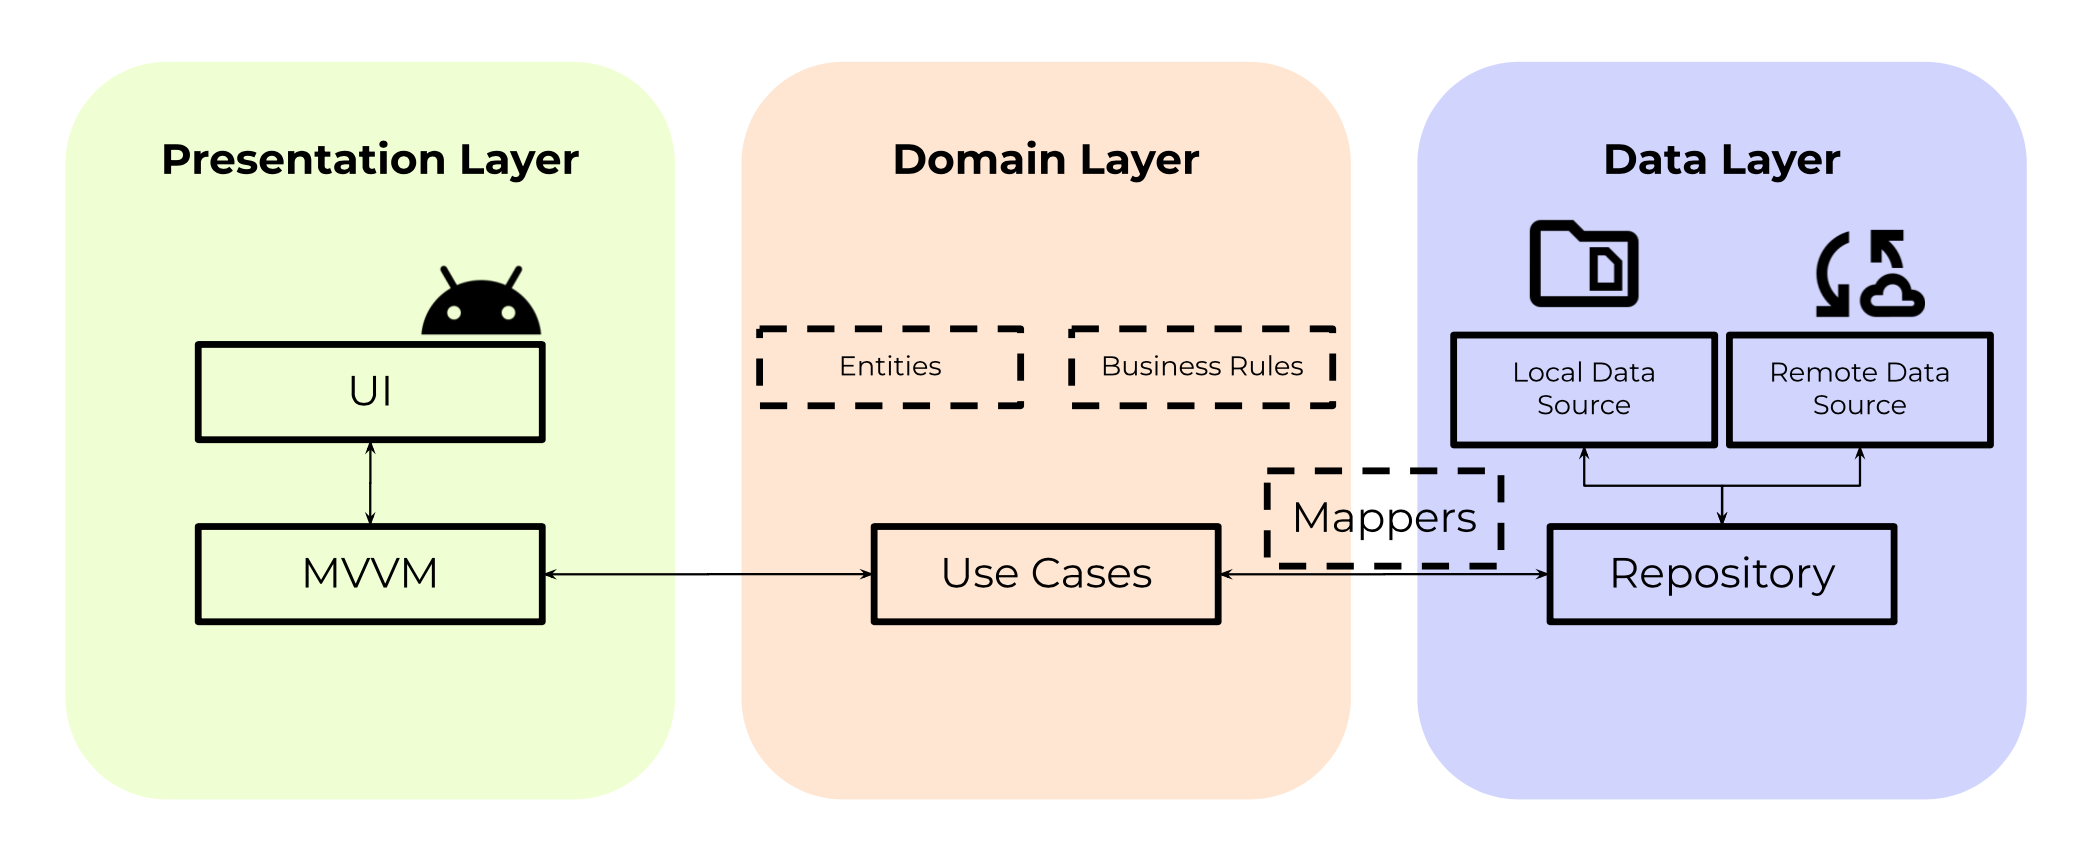 Presentation Layer
UI
MVVM
Domain Layer
Entities
Business Rules
Use Cases
Mappers
Data Layer
Local Data
Source
Remote Data
Source
Repository